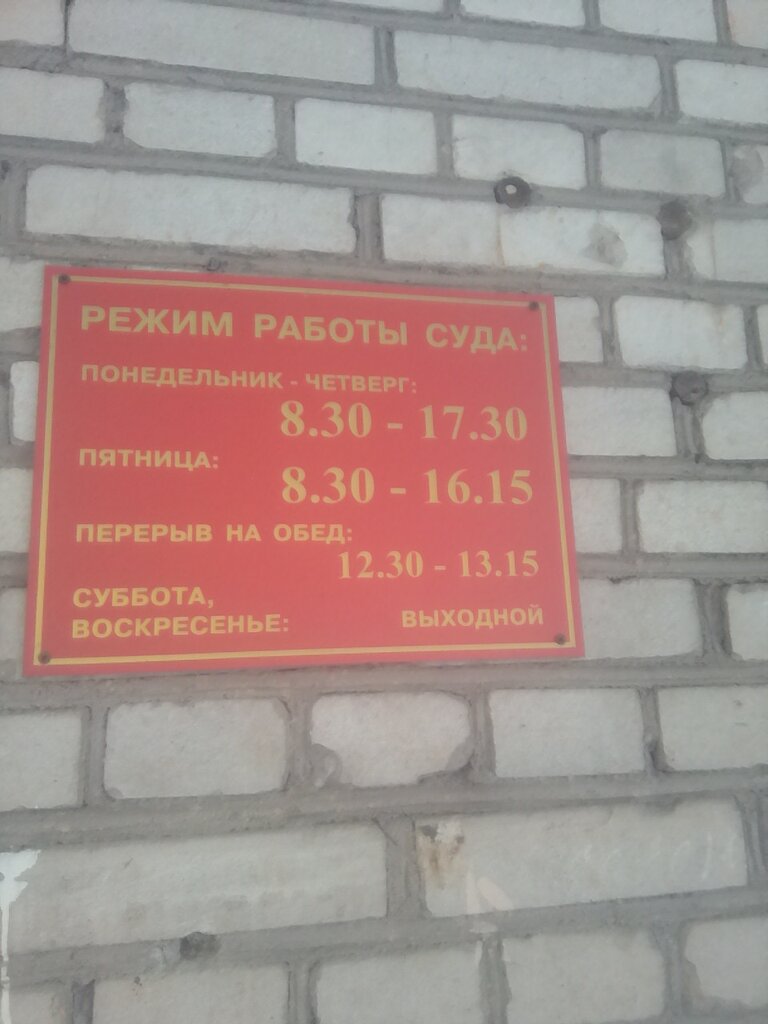 РЕЖИМ РАБОТЫ СУДА:
ПОНЕДЕЛЬНИК - ЧЕТВЕРГ:
8.30 - 17.30
ПЯТНИЦА:
8.30 - 16.15
ПЕРЕРЫВ НА ОБЕД:
12.30 - 13.15
СУББОТА,
ВОСКРЕСЕНЬЕ: ВЫХОДНОЙ